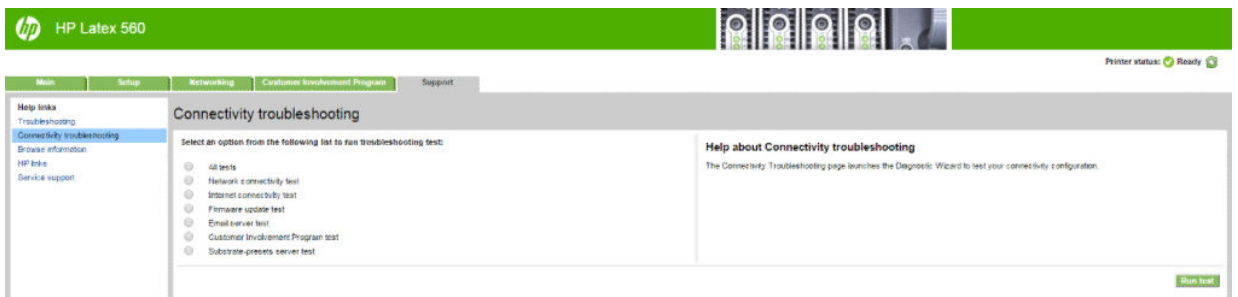 hp HP Latex 560
Printer status: Ready
Main Setup Networking Customer Involvement Program Support
Help links
Troubleshooting
Connectivity troubleshooting
Browse information
HP links
Service support
Connectivity troubleshooting
Select an option from the following list to run troubleshooting test:
All tests
Network connectivity test
Internet connectivity test
Firmware update test
Email server test
Customer Involvement Program test
Substrate-presets server test
Help about Connectivity troubleshooting
The Connectivity Troubleshooting page launches the Diagnostic Wizard to test your connectivity configuration.
Run test